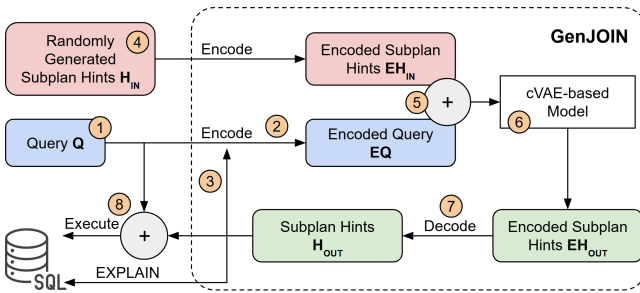 GenJOIN
Randomly
Generated
Subplan Hints H_IN
4
Encode
Encoded Subplan
Hints EH_IN
5
+
cVAE-based
Model
6
1
Query Q
Encode
2
Encoded Query
EQ
3
8
Execute
+
EXPLAIN
SQL
Subplan Hints
H_OUT
7
Decode
Encoded Subplan
Hints EH_OUT